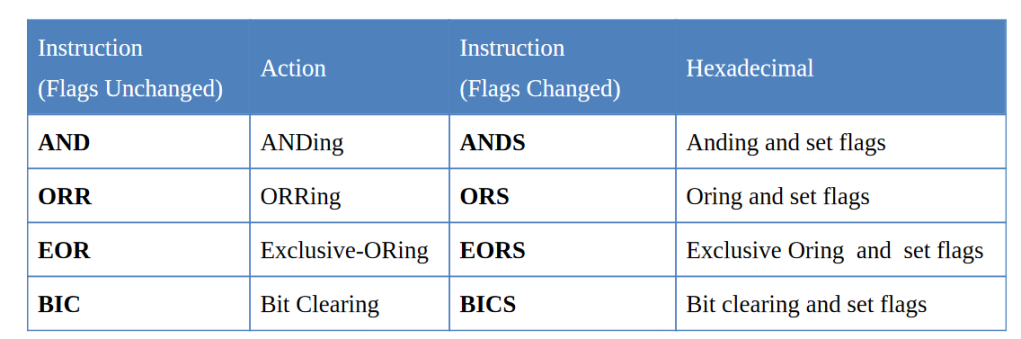 Instruction
(Flags Unchanged)
Action
Instruction
(Flags Changed)
Hexadecimal
AND ANDing ANDS Anding and set flags
ORR ORRing ORS Oring and set flags
EOR Exclusive-ORing EORS Exclusive Oring and set flags
BIC Bit Clearing BICS Bit clearing and set flags